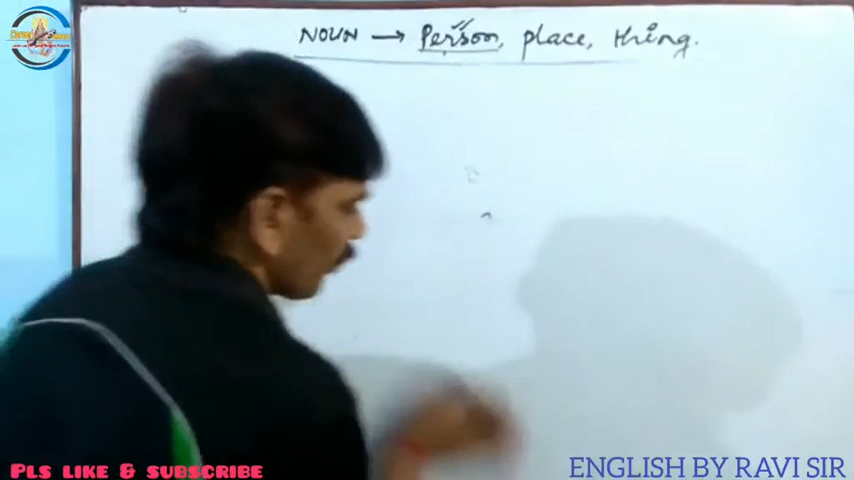 NOUN → Person, place, thing.
PLS LIKE & SUBSCRIBE
ENGLISH BY RAVI SIR